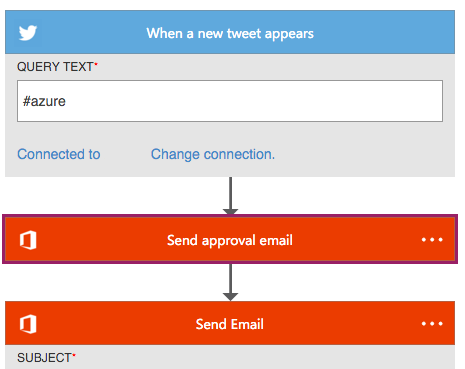 When a new tweet appears
QUERY TEXT*
#azure
Connected to Change connection.
Send approval email
Send Email
SUBJECT*